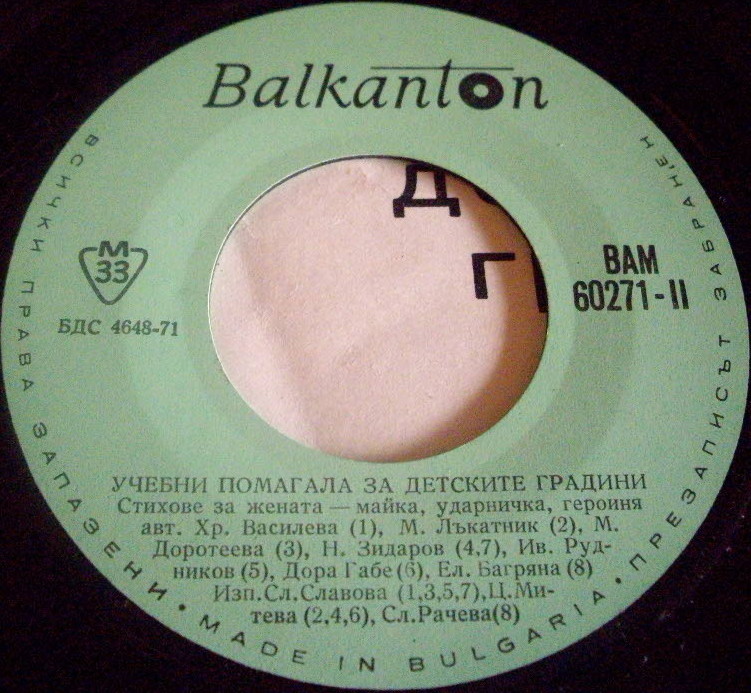 Balkanton
M
33
БДС 4648-71
ВАМ
60271-II
УЧЕБНИ ПОМАГАЛА ЗА ДЕТСКИТЕ ГРАДИНИ
Стихове за жената — майка, ударничка, героиня
авт. Хр. Василева (1), М. Лъкатник (2), М.
Доротеева (3), Н. Зидаров (4,7), Ив. Руд-
ников (5), Дора Габе (6), Ел. Багряна (8)
Изп.Сл.Славова (1,3,5,7),Ц.Ми-
тева (2,4,6), Сл.Рачева(8)
ВСИЧКИ ПРАВА ЗАПАЗЕНИ • MADE IN BULGARIA • ПРЕЗАПИСЪТ ЗАБРАНЕН